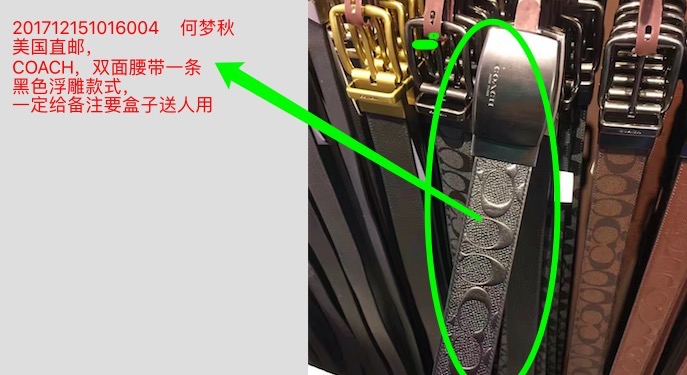 201712151016004 何梦秋
美国直邮，
COACH，双面腰带一条
黑色浮雕款式，
一定给备注要盒子送人用
COACH